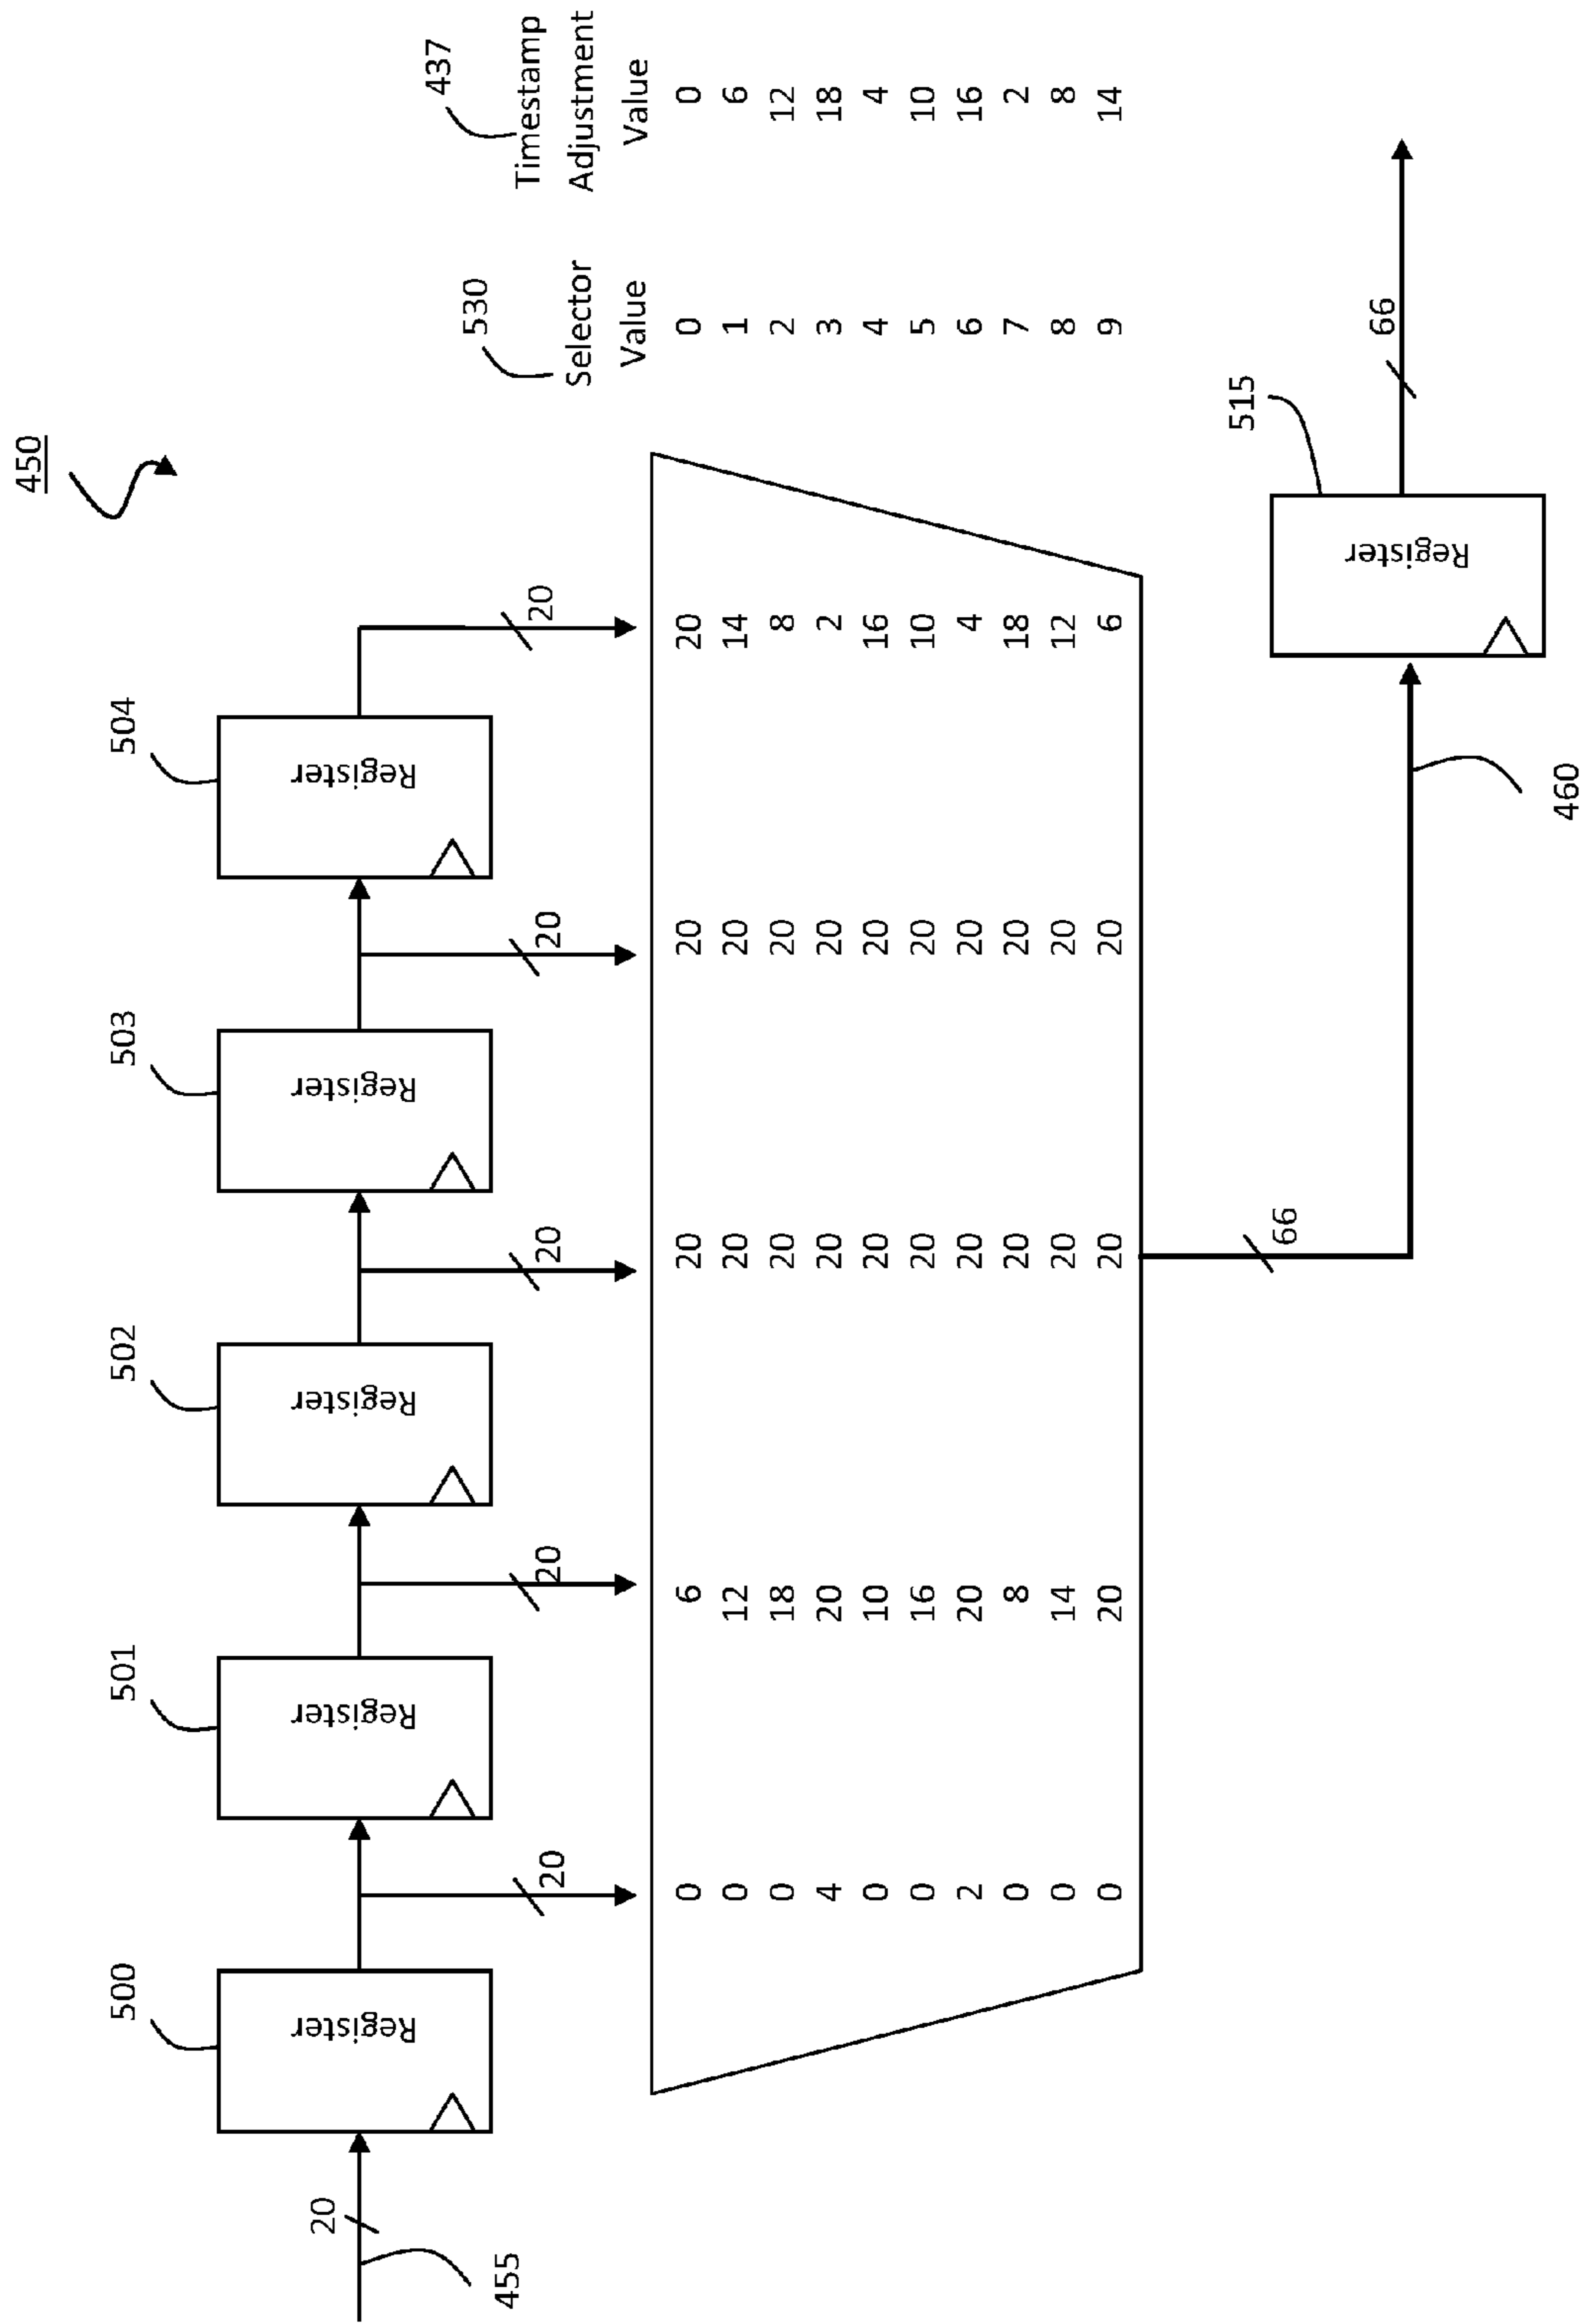 450
500
501
502
503
504
Register
Register
Register
Register
Register
20
455
20
20
20
20
20
530
437
Selector
Value
Timestamp
Adjustment
Value
0 6 20 20 20 0 0
0 12 20 20 14 1 6
0 18 20 20 8 2 12
4 20 20 20 2 3 18
0 10 20 20 16 4 4
0 16 20 20 10 5 10
2 20 20 20 4 6 16
0 8 20 20 18 7 2
0 14 20 20 12 8 8
0 20 20 20 6 9 14
66
460
515
Register
66